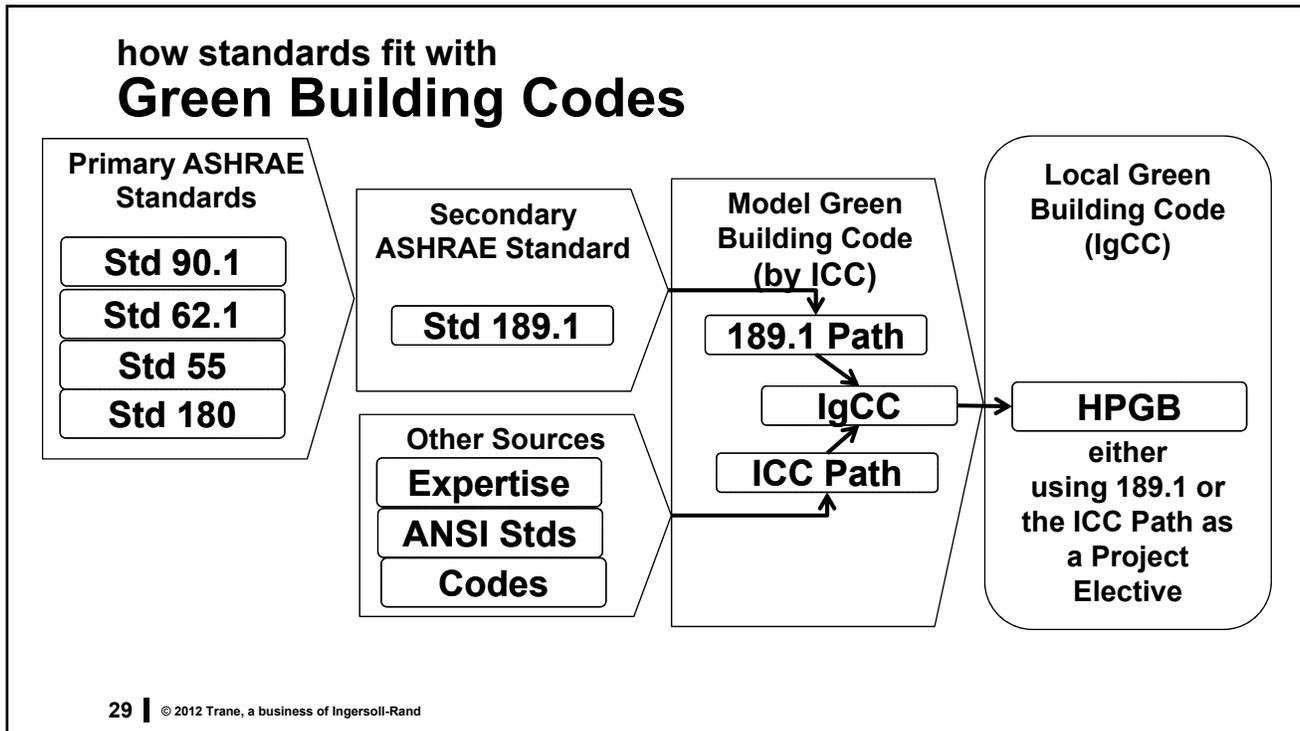 how standards fit with
Green Building Codes
Primary ASHRAE
Standards
Std 90.1
Std 62.1
Std 55
Std 180
Secondary
ASHRAE Standard
Std 189.1
Other Sources
Expertise
ANSI Stds
Codes
Model Green
Building Code
(by ICC)
189.1 Path
IgCC
ICC Path
Local Green
Building Code
(IgCC)
HPGB
either
using 189.1 or
the ICC Path as
a Project
Elective
29 © 2012 Trane, a business of Ingersoll-Rand